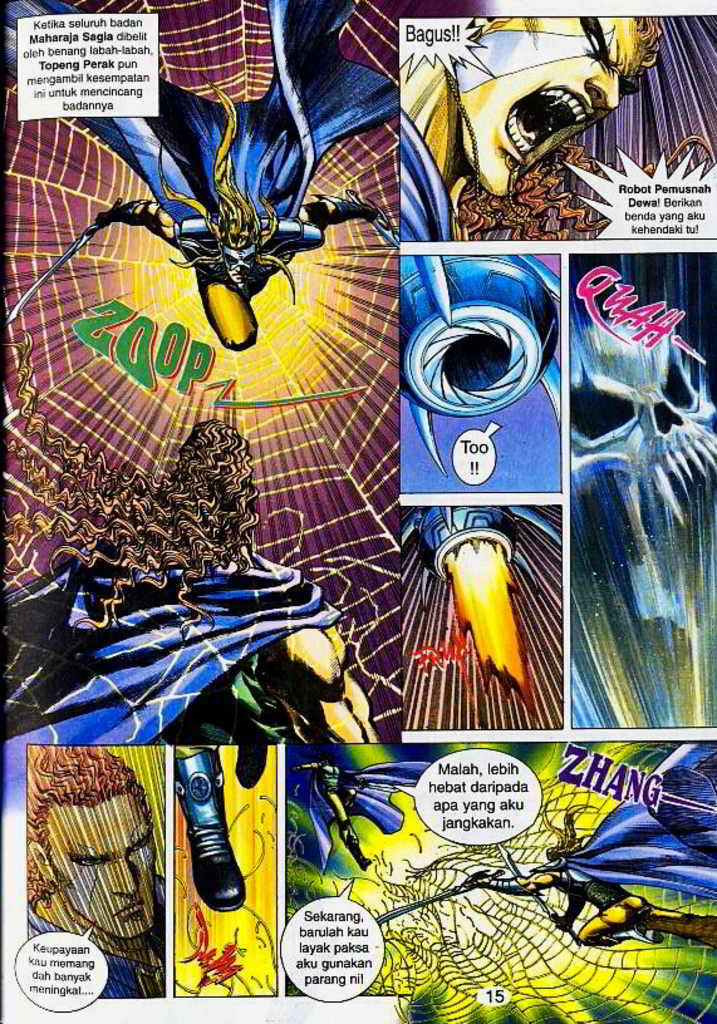 Ketika seluruh badan
Maharaja Sagia dibelit
oleh benang labah-labah,
Topeng Perak pun
mengambil kesempatan
ini untuk mencincang
badannya
Bagus!!
Robot Pemusnah
Dewa! Berikan
benda yang aku
kehendaki tu!
ZOOP
Too
!!
QUAH
Keupayaan
kau memang
dah banyak
meningkat....
Malah, lebih
hebat daripada
apa yang aku
jangkakan.
ZHANG
Sekarang,
barulah kau
layak paksa
aku gunakan
parang ni!
15